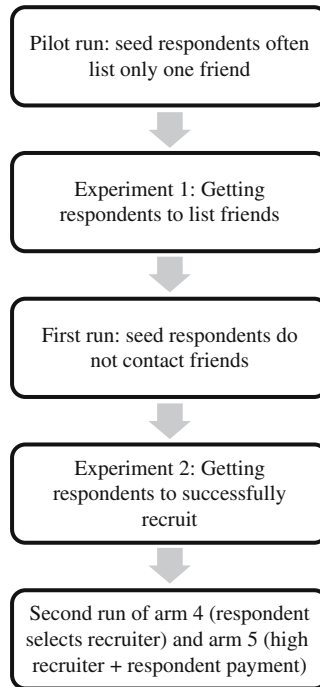 Pilot run: seed respondents often
list only one friend
Experiment 1: Getting
respondents to list friends
First run: seed respondents do
not contact friends
Experiment 2: Getting
respondents to successfully
recruit
Second run of arm 4 (respondent
selects recruiter) and arm 5 (high
recruiter + respondent payment)